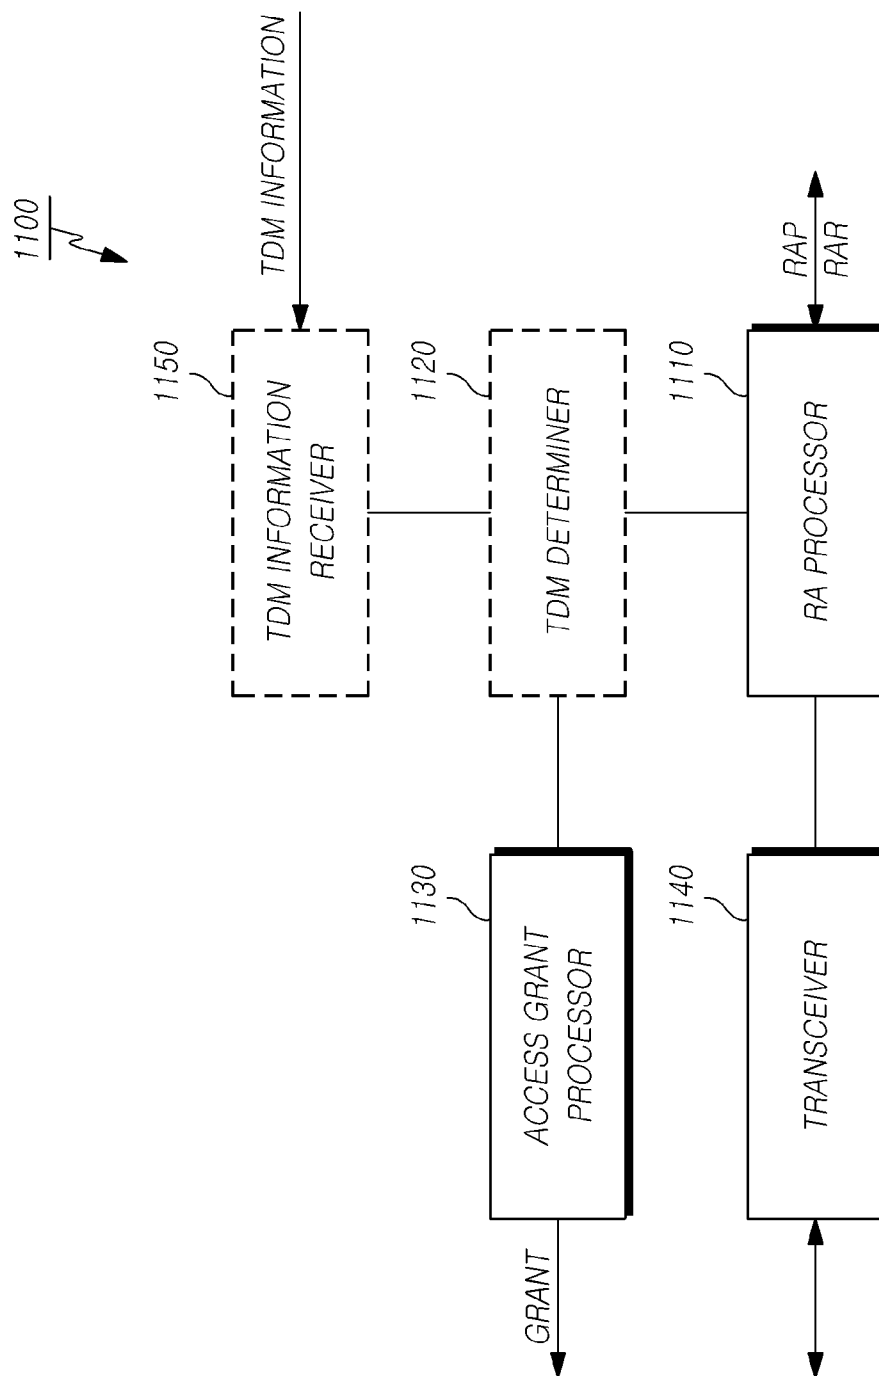 1100
TDM INFORMATION
1150
TDM INFORMATION
RECEIVER
1120
TDM DETERMINER
1110
RA PROCESSOR
RAP
RAR
1130
ACCESS GRANT
PROCESSOR
GRANT
1140
TRANSCEIVER